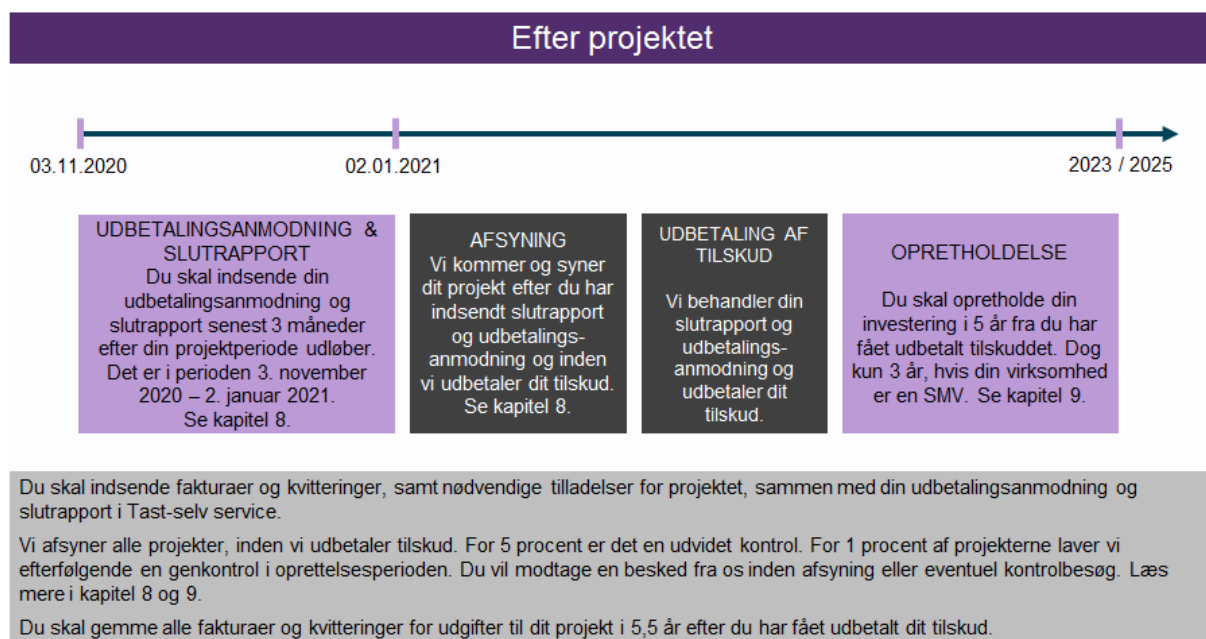 Efter projektet
03.11.2020
02.01.2021
2023 / 2025
UDBETALINGSANMODNING &
SLUTRAPPORT
Du skal indsende din
udbetalingsanmodning og
slutrapport senest 3 måneder
efter din projektperiode udløber.
Det er i perioden 3. november
2020 – 2. januar 2021.
Se kapitel 8.
AFSYNING
Vi kommer og syner
dit projekt efter du har
indsendt slutrapport
og udbetalings-
anmodning og inden
vi udbetaler dit tilskud.
Se kapitel 8.
UDBETALING AF
TILSKUD
Vi behandler din
slutrapport og
udbetalings-
anmodning og
udbetaler dit
tilskud.
OPRETHOLDELSE
Du skal opretholde din
investering i 5 år fra du har
fået udbetalt tilskuddet. Dog
kun 3 år, hvis din virksomhed
er en SMV. Se kapitel 9.
Du skal indsende fakturaer og kvitteringer, samt nødvendige tilladelser for projektet, sammen med din udbetalingsanmodning og
slutrapport i Tast-selv service.
Vi afsyner alle projekter, inden vi udbetaler tilskud. For 5 procent er det en udvidet kontrol. For 1 procent af projekterne laver vi
efterfølgende en genkontrol i oprettelsesperioden. Du vil modtage en besked fra os inden afsyning eller eventuel kontrolbesøg. Læs
mere i kapitel 8 og 9.
Du skal gemme alle fakturaer og kvitteringer for udgifter til dit projekt i 5,5 år efter du har fået udbetalt dit tilskud.